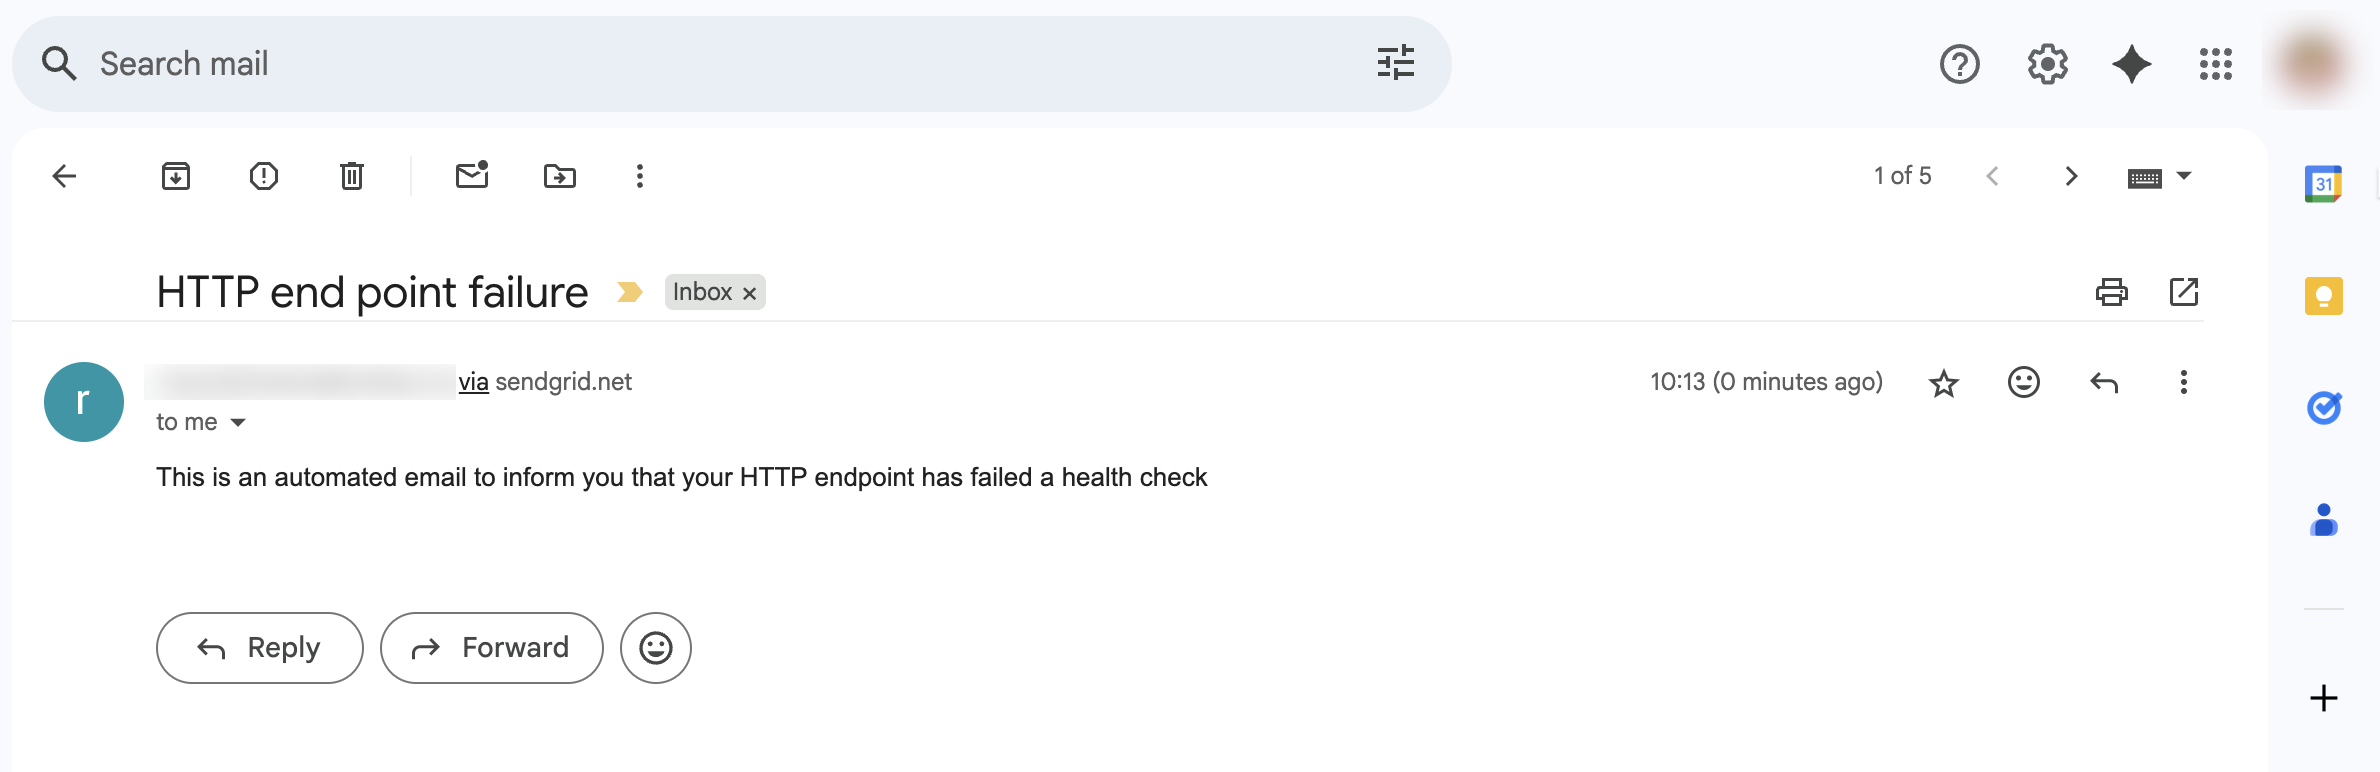 Search mail
1 of 5
31
HTTP end point failure Inbox ×
r
via sendgrid.net 10:13 (0 minutes ago)
to me
This is an automated email to inform you that your HTTP endpoint has failed a health check
Reply Forward